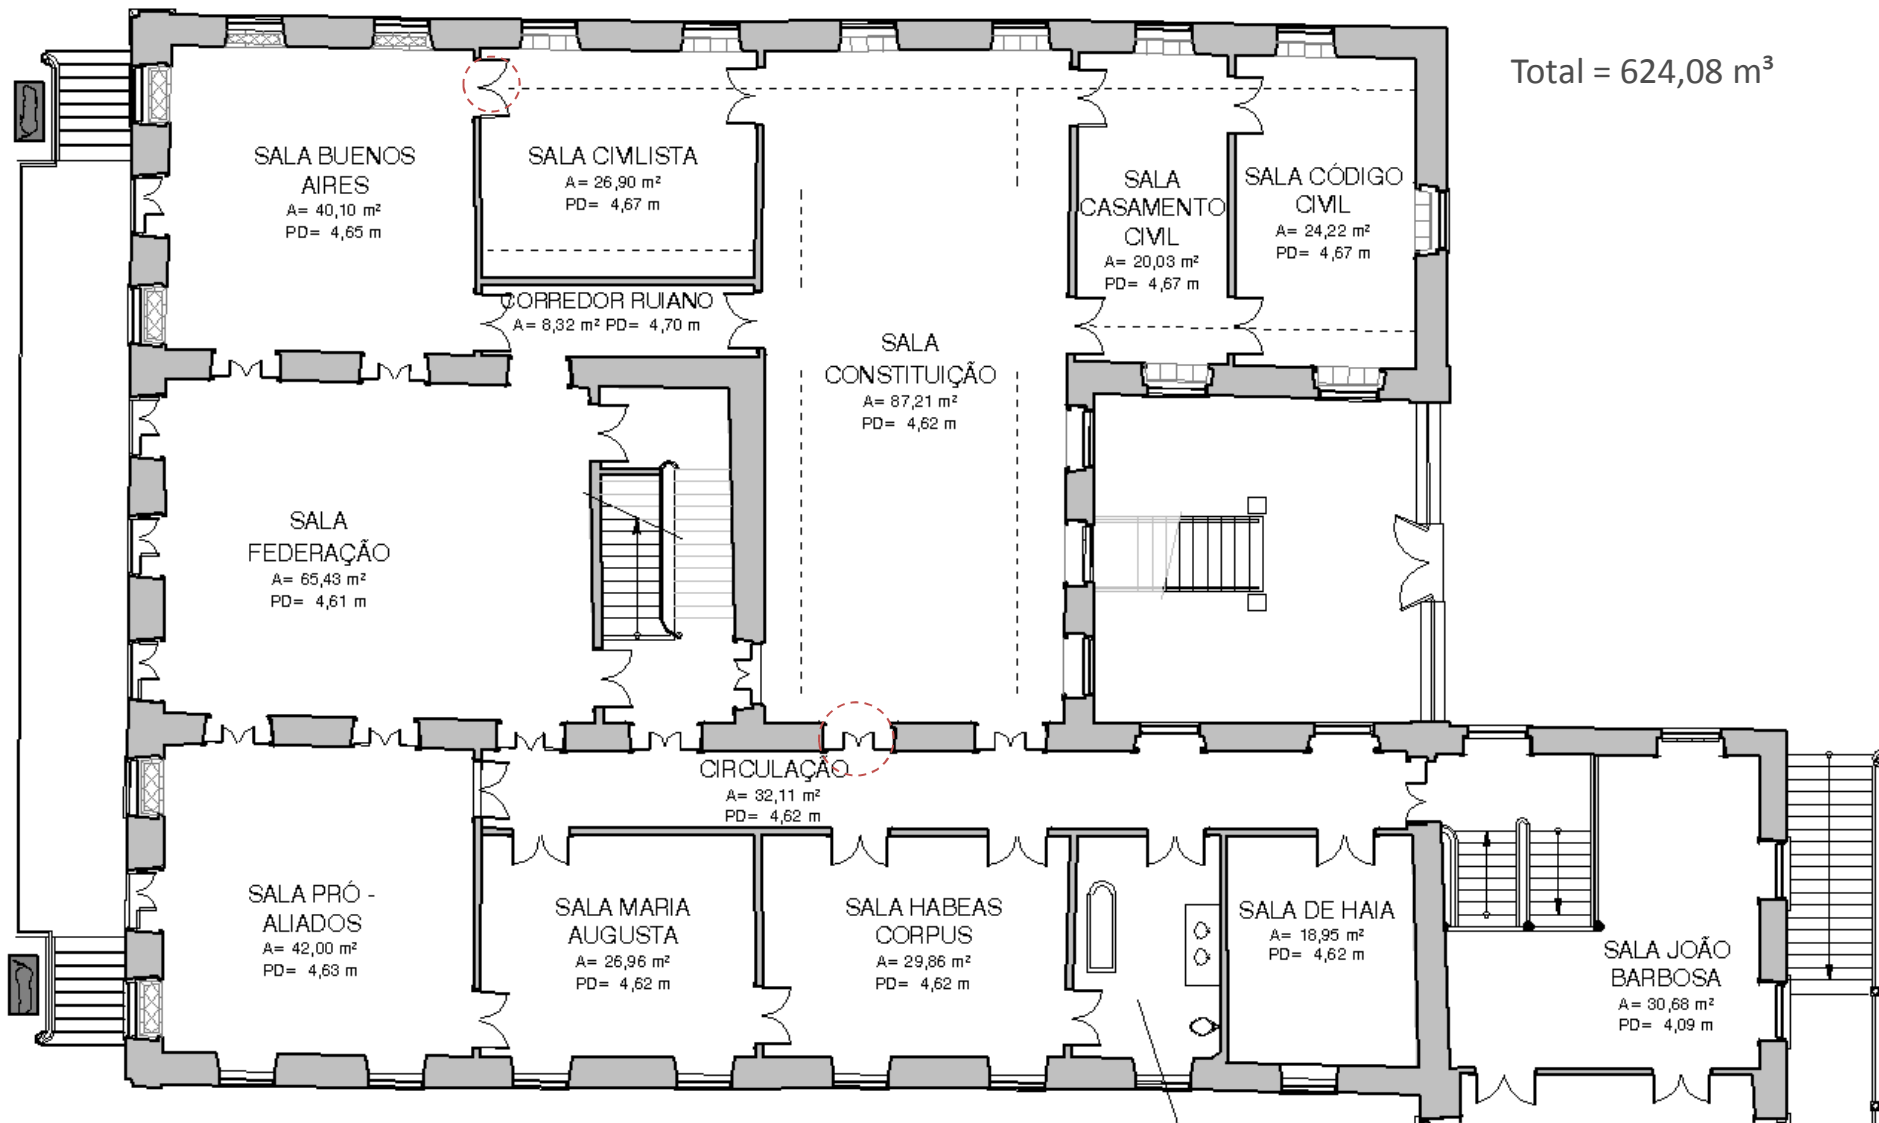 Total = 624,08 m³
SALA BUENOS
AIRES
A= 40,10 m²
PD= 4,65 m
SALA CIVILISTA
A= 26,90 m²
PD= 4,67 m
SALA
CASAMENTO
CIVIL
A= 20,03 m²
PD= 4,67 m
SALA CÓDIGO
CIVIL
A= 24,22 m²
PD= 4,67 m
CORREDOR RUIANO
A= 8,32 m² PD= 4,70 m
SALA
CONSTITUIÇÃO
A= 87,21 m²
PD= 4,62 m
SALA
FEDERAÇÃO
A= 65,43 m²
PD= 4,61 m
CIRCULAÇÃO
A= 32,11 m²
PD= 4,62 m
SALA PRÓ -
ALIADOS
A= 42,00 m²
PD= 4,63 m
SALA MARIA
AUGUSTA
A= 26,96 m²
PD= 4,62 m
SALA HABEAS
CORPUS
A= 29,86 m²
PD= 4,62 m
SALA DE HAIA
A= 18,95 m²
PD= 4,62 m
SALA JOÃO
BARBOSA
A= 30,68 m²
PD= 4,09 m